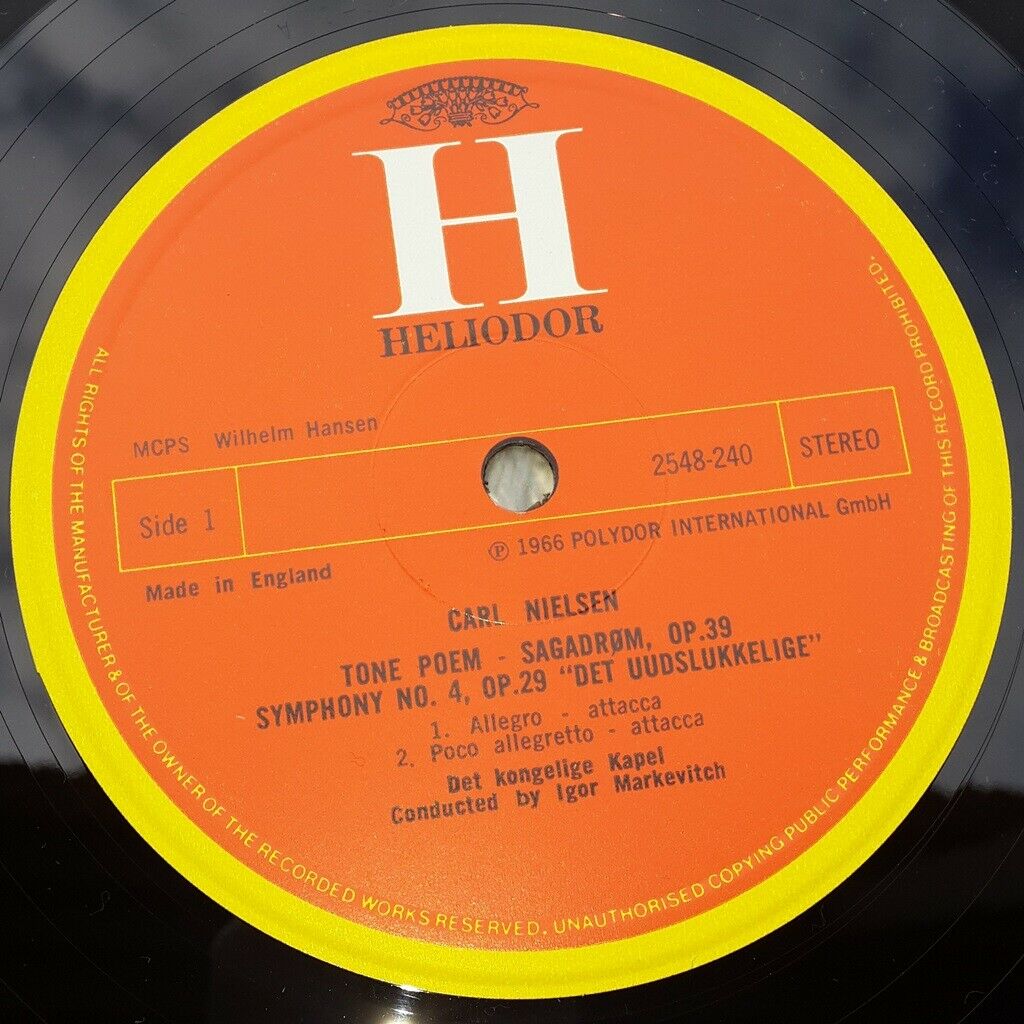 H
HELIODOR
MCPS Wilhelm Hansen
Side 1
2548-240
STEREO
Made in England
℗ 1966 POLYDOR INTERNATIONAL GmbH
CARL NIELSEN
TONE POEM - SAGADRØM, OP.39
SYMPHONY NO. 4, OP.29 "DET UUDSLUKKELIGE"
1. Allegro - attacca
2. Poco allegretto - attacca
Det kongelige Kapel
Conducted by Igor Markevitch
ALL RIGHTS OF THE MANUFACTURER & OF THE OWNER OF THE RECORDED WORKS RESERVED. UNAUTHORISED COPYING PUBLIC PERFORMANCE & BROADCASTING OF THIS RECORD PROHIBITED.